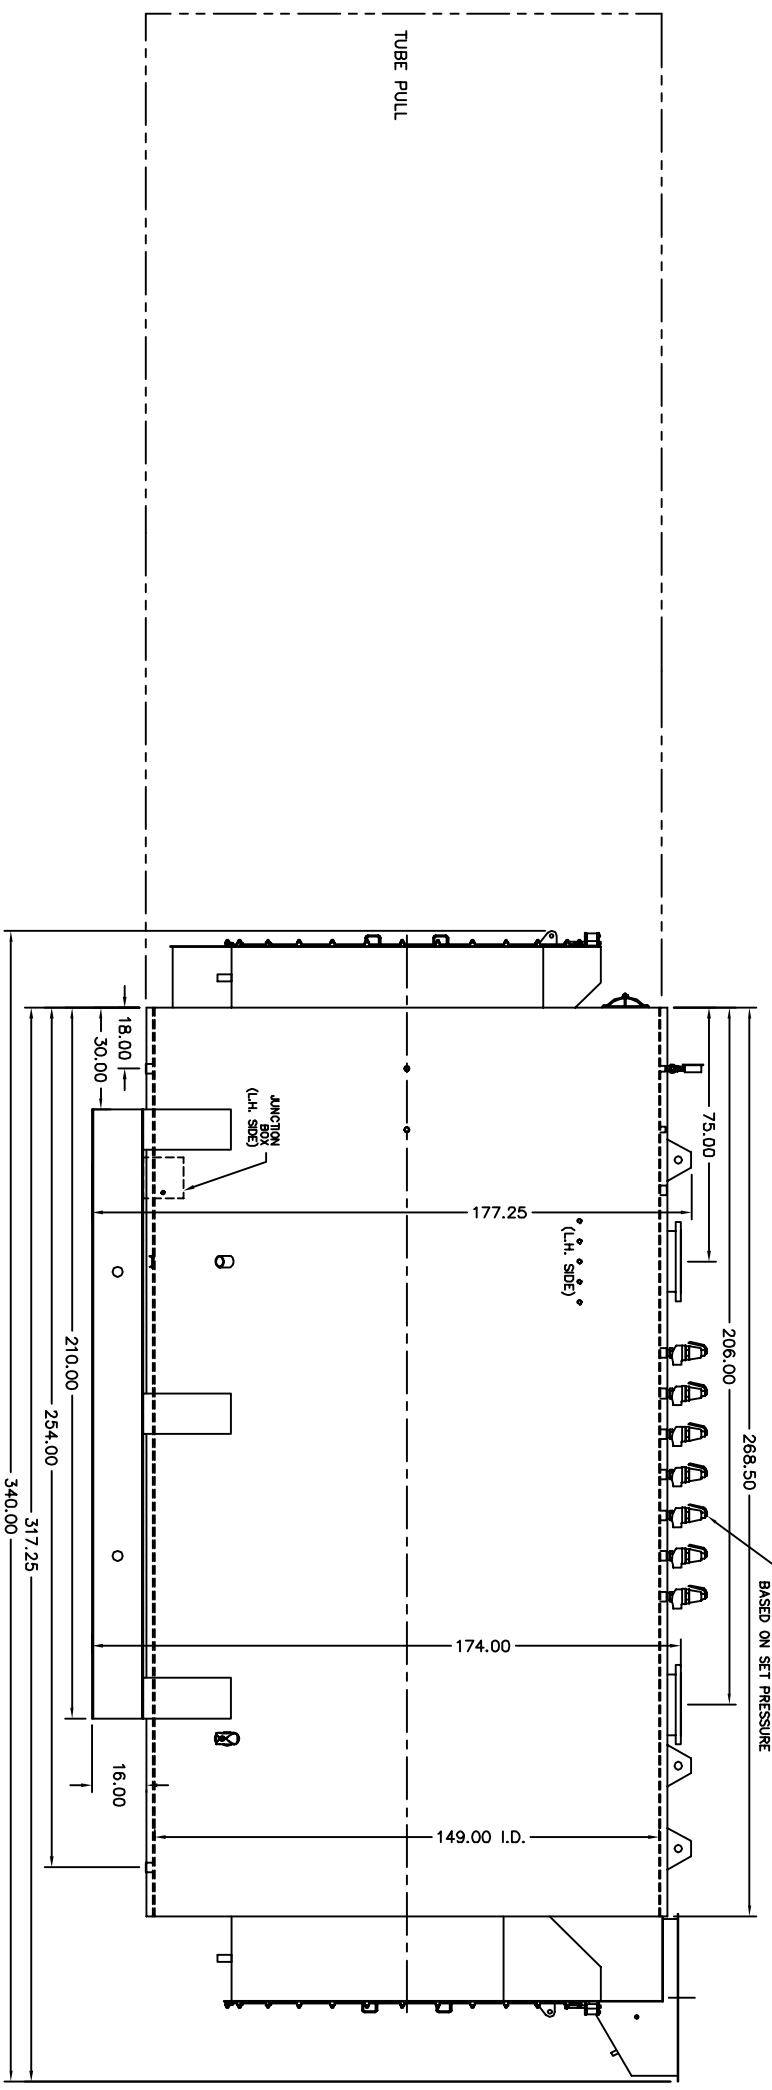 TUBE PULL
BASED ON SET PRESSURE
268.50
206.00
75.00
177.25
(L.H. SIDE)
174.00
149.00 I.D.
JUNCTION
BOX
(L.H. SIDE)
18.00
30.00
16.00
210.00
254.00
317.25
340.00